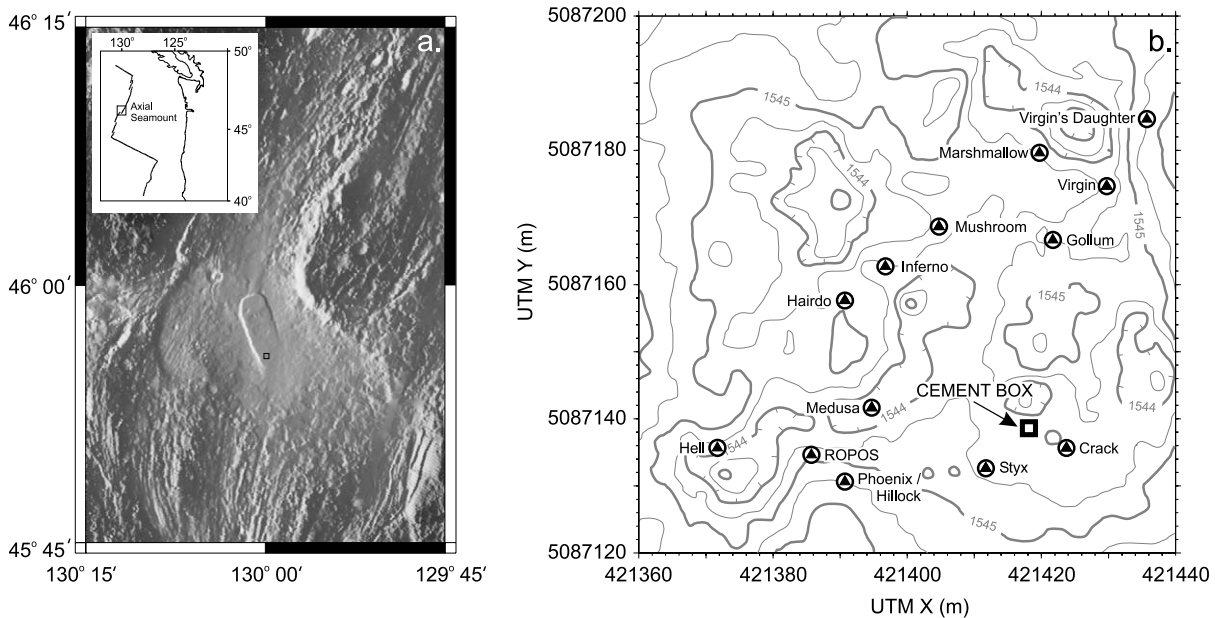 a.
46° 15′
46° 00′
45° 45′
130° 15′
130° 00′
129° 45′
130°
125°
50°
45°
40°
Axial
Seamount
b.
5087200
5087180
5087160
5087140
5087120
421360
421380
421400
421420
421440
UTM Y (m)
UTM X (m)
1545
1544
Virgin's Daughter
Marshmallow
1544
Virgin
1545
Mushroom
Gollum
Inferno
1545
Hairdo
CEMENT BOX
Medusa
1544
Hell
1544
ROPOS
Crack
Styx
Phoenix /
Hillock
1545